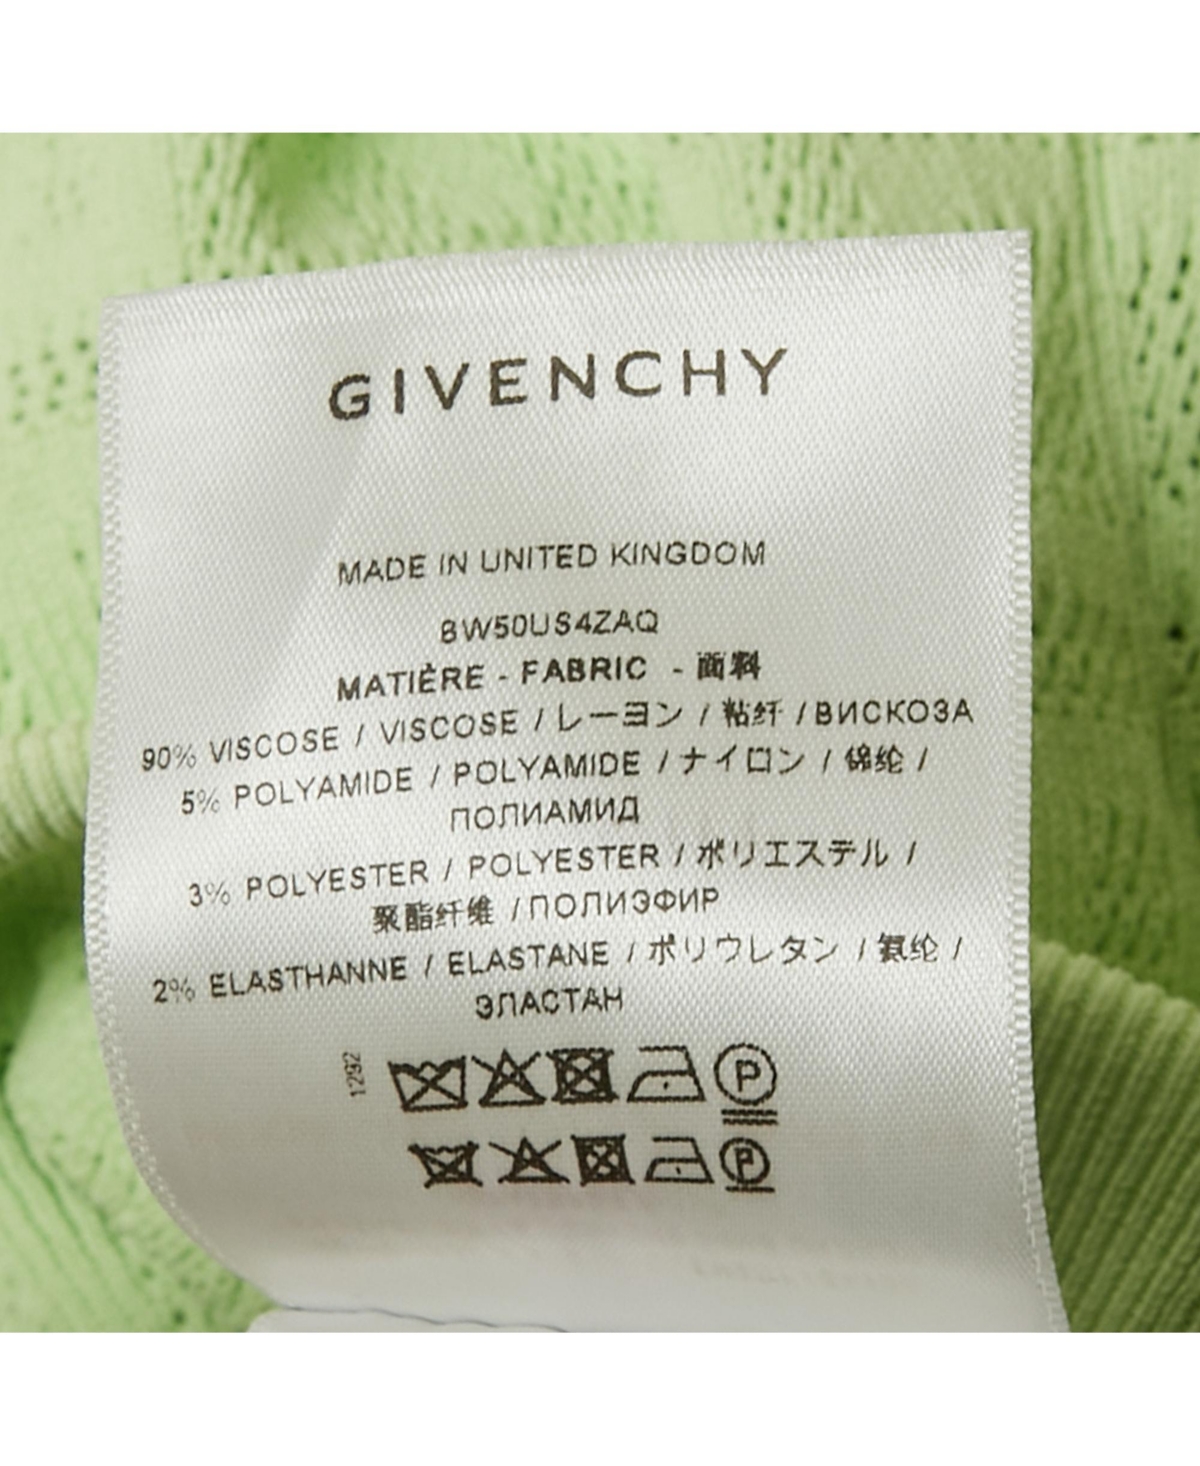 GIVENCHY
MADE IN UNITED KINGDOM
BW50US4ZAQ
MATIÈRE - FABRIC - 面料
90% VISCOSE / VISCOSE / レーヨン / 粘纤 / ВИСКОЗА
5% POLYAMIDE / POLYAMIDE / ナイロン / 锦纶 /
ПОЛИАМИД
3% POLYESTER / POLYESTER / ポリエステル /
聚酯纤维 / ПОЛИЭФИР
2% ELASTHANNE / ELASTANE / ポリウレタン / 氨纶 /
ЭЛАСТАН
1292
P
P